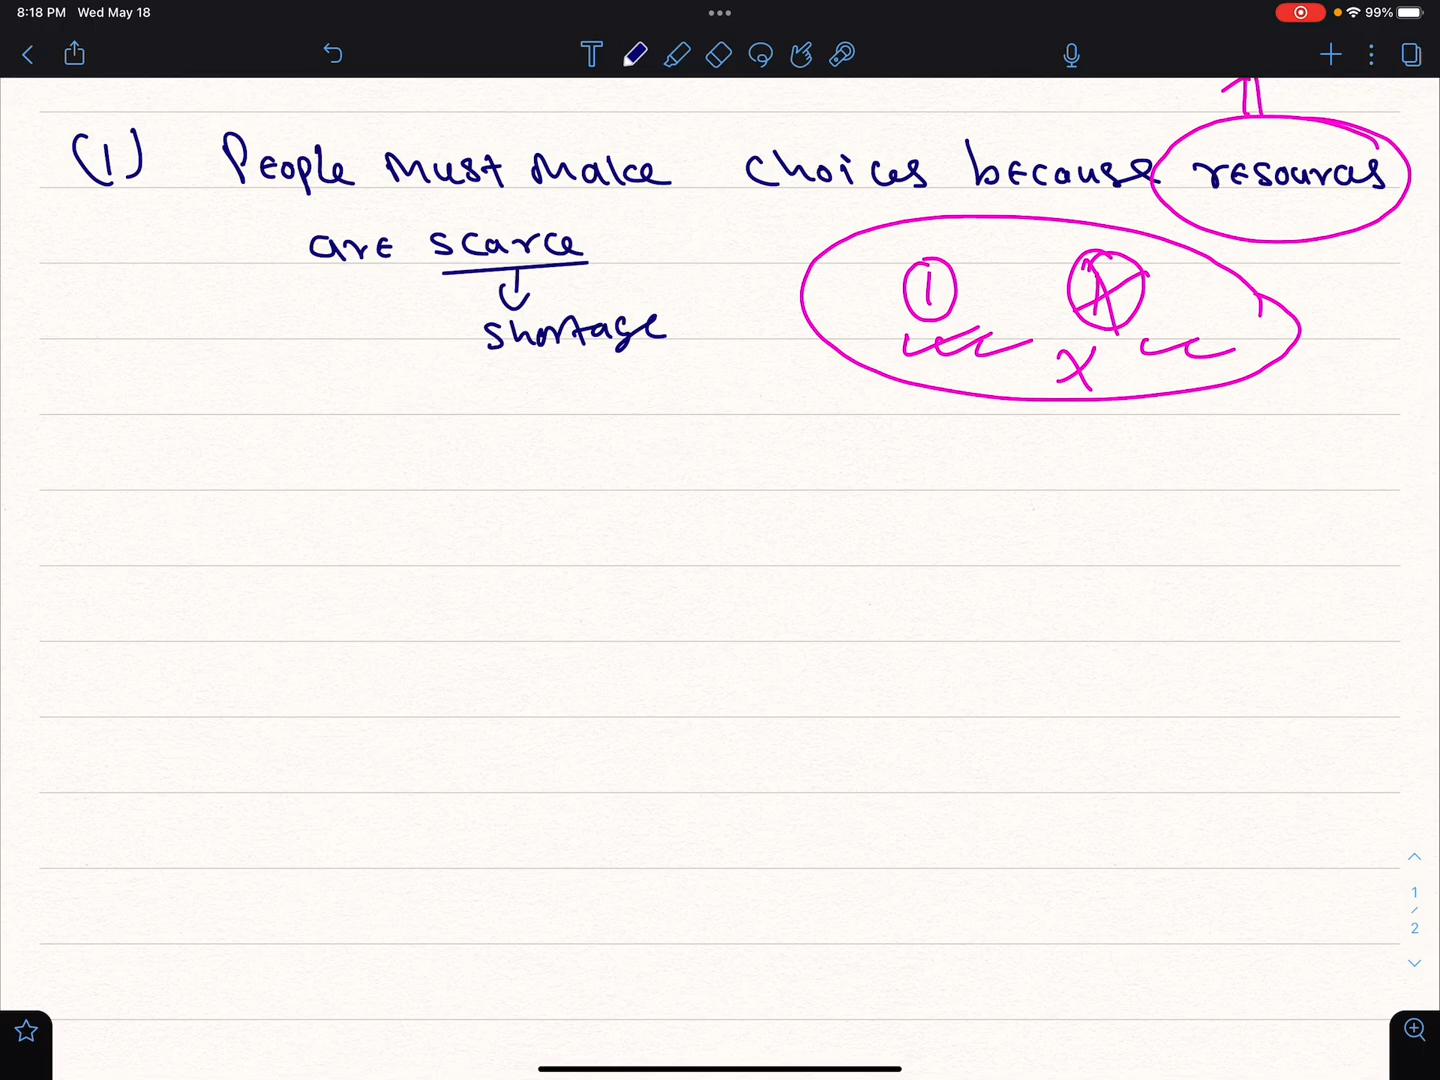 8:18 PM Wed May 18
99%
(1) People must make choices because resources
are scarce
shortage
1
X
1
2